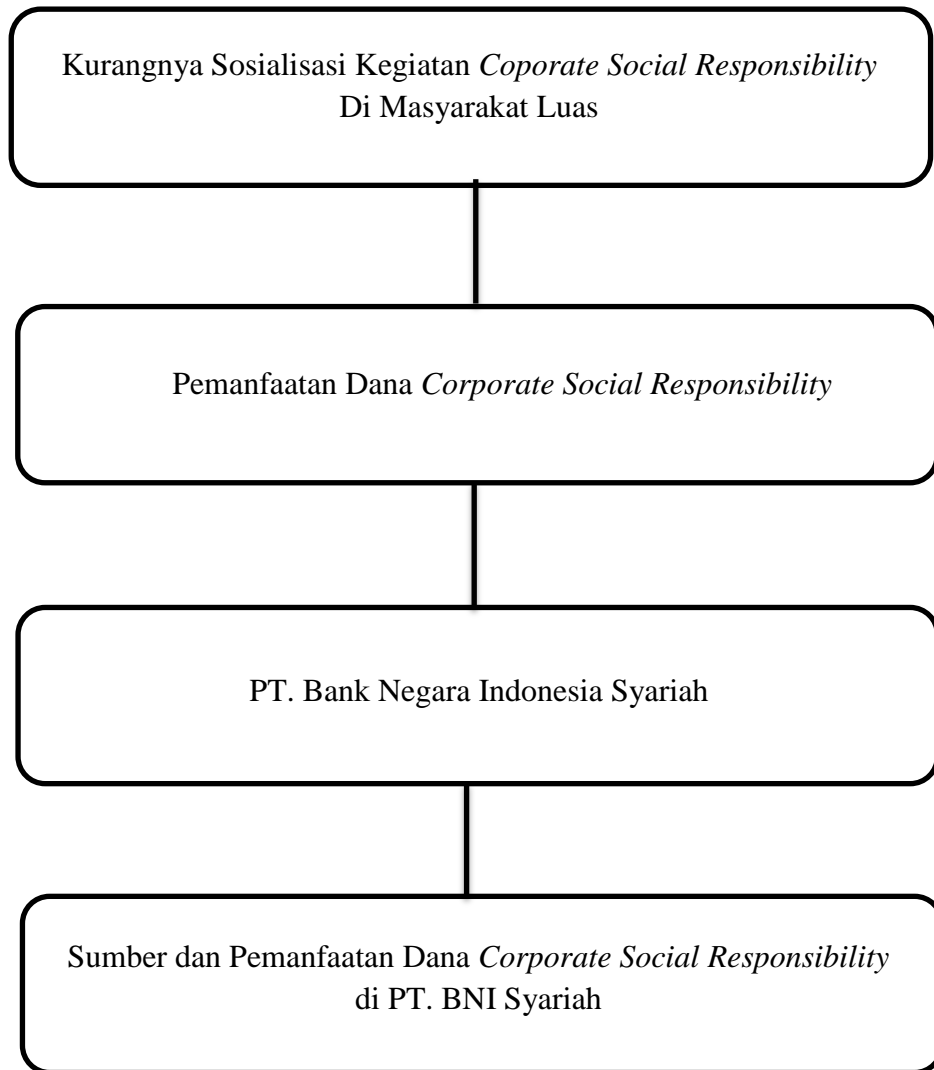 Kurangnya Sosialisasi Kegiatan Coporate Social Responsibility
Di Masyarakat Luas
Pemanfaatan Dana Corporate Social Responsibility
PT. Bank Negara Indonesia Syariah
Sumber dan Pemanfaatan Dana Corporate Social Responsibility
di PT. BNI Syariah